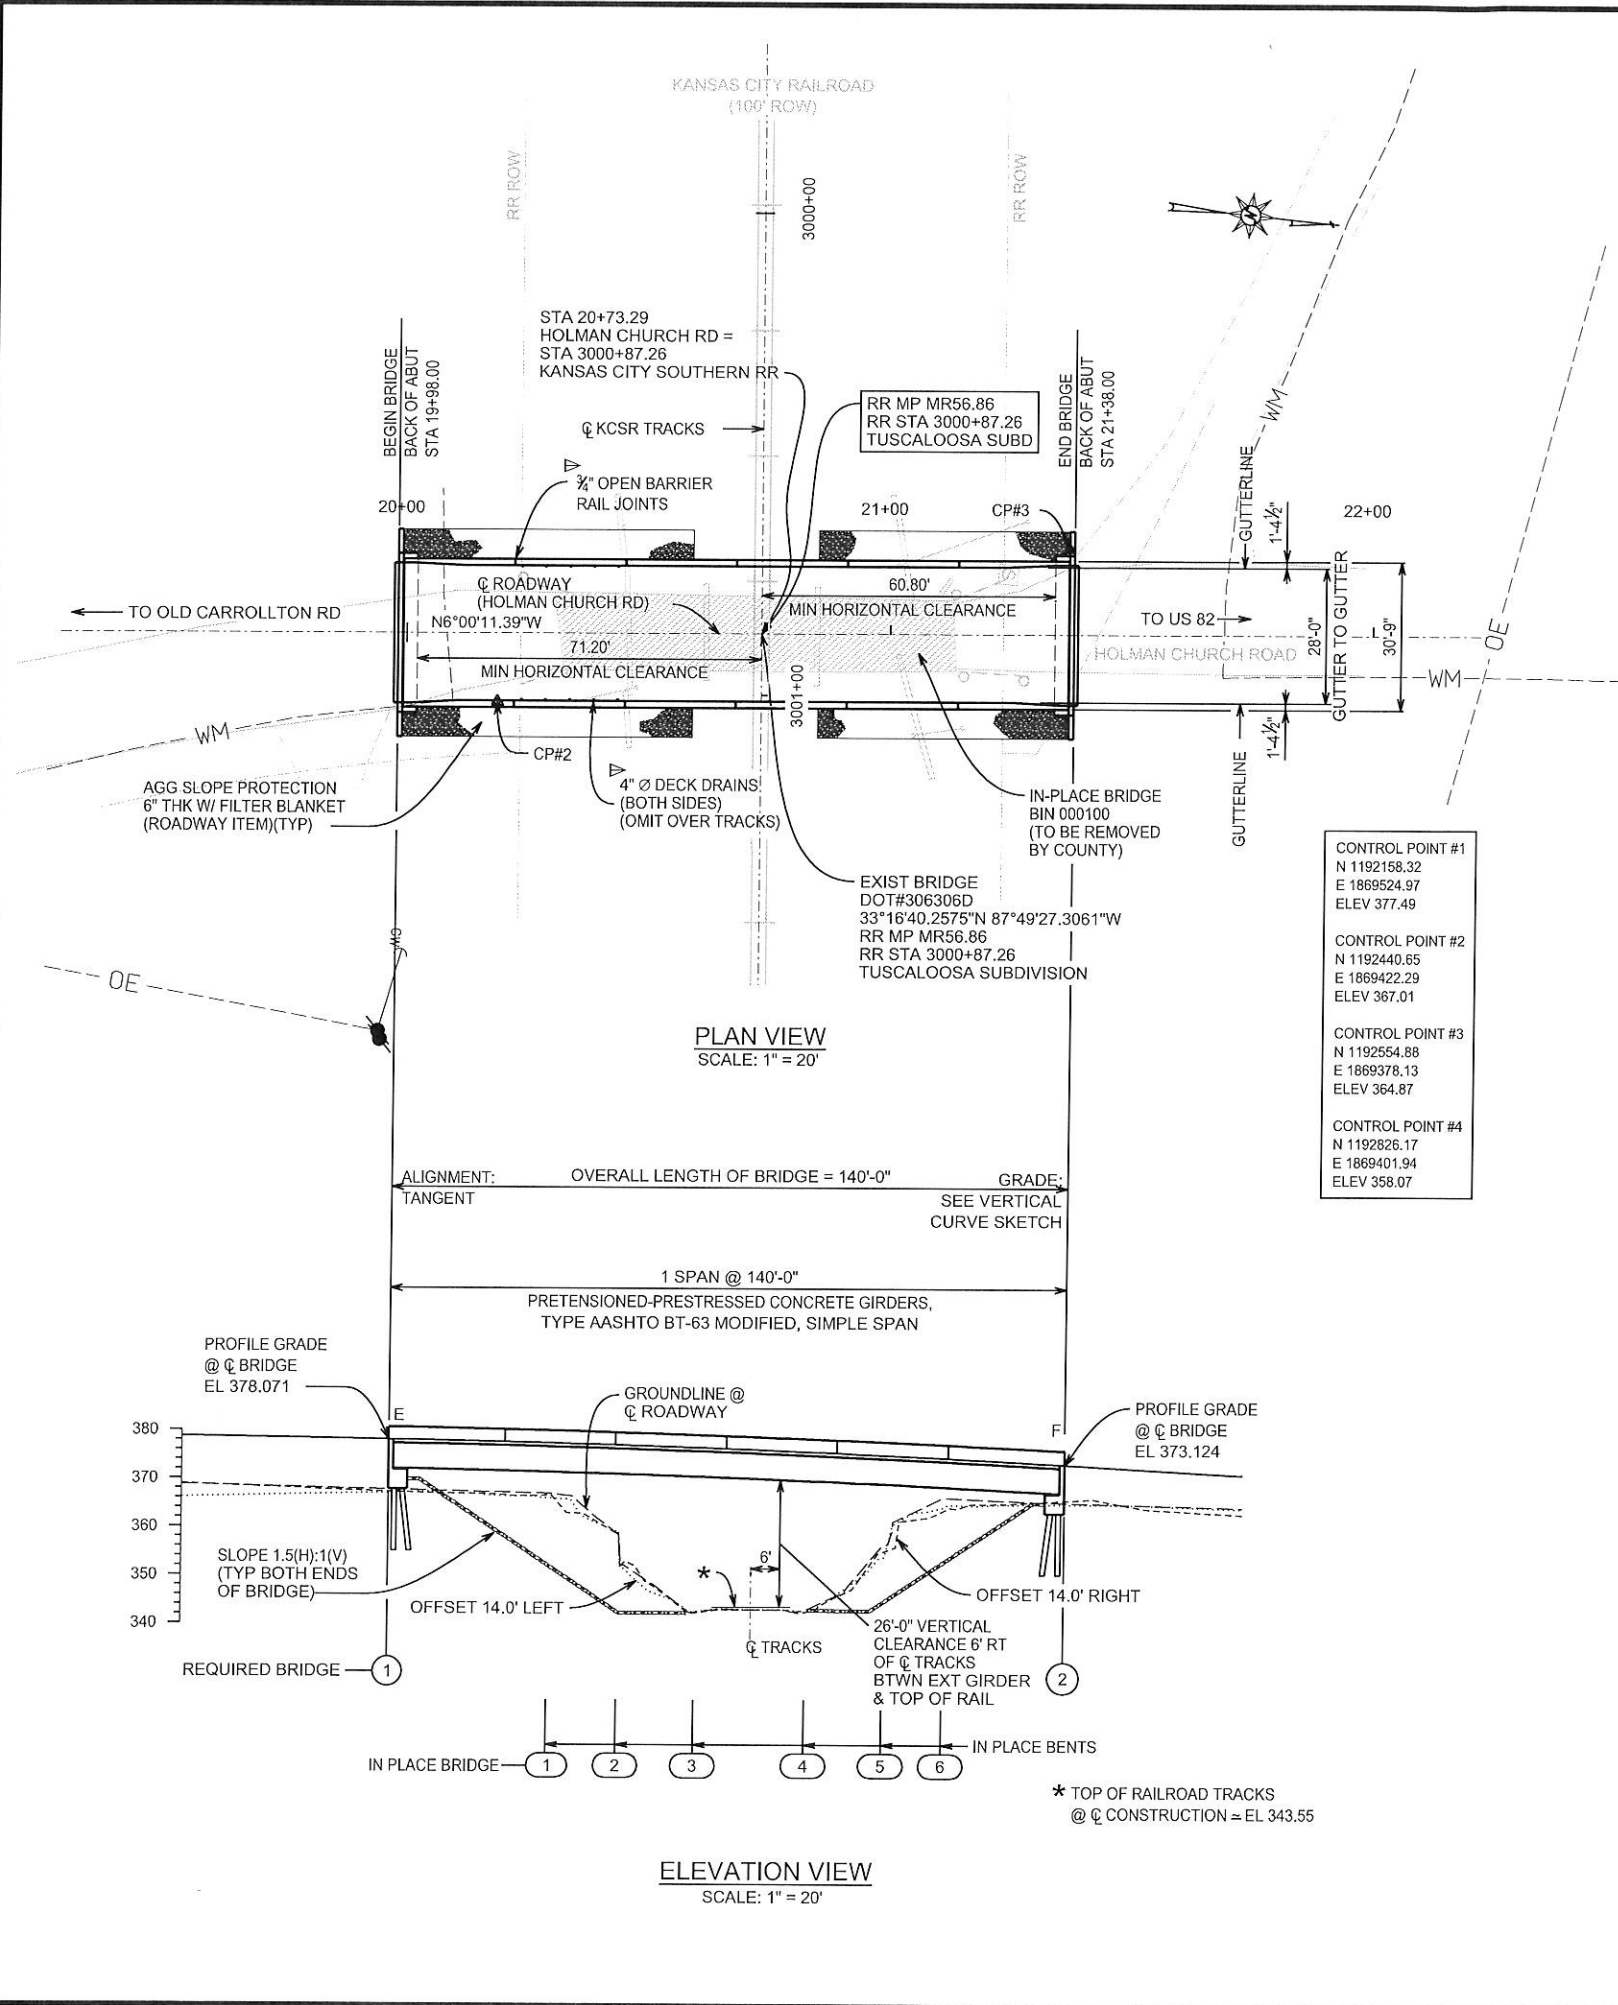 KANSAS CITY RAILROAD
(100' ROW)
RR ROW
RR ROW
3000+00
STA 20+73.29
HOLMAN CHURCH RD =
STA 3000+87.26
KANSAS CITY SOUTHERN RR
RR MP MR56.86
RR STA 3000+87.26
TUSCALOOSA SUBD
BEGIN BRIDGE
BACK OF ABUT
STA 19+98.00
END BRIDGE
BACK OF ABUT
STA 21+38.00
℄ KCSR TRACKS
¾" OPEN BARRIER
RAIL JOINTS
WM
GUTTERLINE
1'-4½"
20+00
21+00
CP#3
22+00
℄ ROADWAY
(HOLMAN CHURCH RD)
60.80'
MIN HORIZONTAL CLEARANCE
TO OLD CARROLLTON RD
N6°00'11.39"W
TO US 82
HOLMAN CHURCH ROAD
28'-0"
GUTTER TO GUTTER
30'-9"
OE
71.20'
MIN HORIZONTAL CLEARANCE
WM
3001+00
WM
CP#2
1'-4½"
GUTTERLINE
AGG SLOPE PROTECTION
6" THK W/ FILTER BLANKET
(ROADWAY ITEM)(TYP)
4" Ø DECK DRAINS
(BOTH SIDES)
(OMIT OVER TRACKS)
IN-PLACE BRIDGE
BIN 000100
(TO BE REMOVED
BY COUNTY)
EXIST BRIDGE
DOT#306306D
33°16'40.2575"N 87°49'27.3061"W
RR MP MR56.86
RR STA 3000+87.26
TUSCALOOSA SUBDIVISION
CONTROL POINT #1
N 1192158.32
E 1869524.97
ELEV 377.49
CONTROL POINT #2
N 1192440.65
E 1869422.29
ELEV 367.01
CONTROL POINT #3
N 1192554.88
E 1869378.13
ELEV 364.87
CONTROL POINT #4
N 1192826.17
E 1869401.94
ELEV 358.07
OE
PLAN VIEW
SCALE: 1" = 20'
ALIGNMENT:
TANGENT
OVERALL LENGTH OF BRIDGE = 140'-0"
GRADE:
SEE VERTICAL
CURVE SKETCH
1 SPAN @ 140'-0"
PRETENSIONED-PRESTRESSED CONCRETE GIRDERS,
TYPE AASHTO BT-63 MODIFIED, SIMPLE SPAN
PROFILE GRADE
@ ℄ BRIDGE
EL 378.071
GROUNDLINE @
℄ ROADWAY
PROFILE GRADE
@ ℄ BRIDGE
EL 373.124
E
F
380
370
360
350
340
SLOPE 1.5(H):1(V)
(TYP BOTH ENDS
OF BRIDGE)
OFFSET 14.0' LEFT
*
6'
OFFSET 14.0' RIGHT
℄ TRACKS
26'-0" VERTICAL
CLEARANCE 6' RT
OF ℄ TRACKS
BTWN EXT GIRDER
& TOP OF RAIL
REQUIRED BRIDGE
1
2
IN PLACE BRIDGE
1
2
3
4
5
6
IN PLACE BENTS
* TOP OF RAILROAD TRACKS
@ ℄ CONSTRUCTION ≃ EL 343.55
ELEVATION VIEW
SCALE: 1" = 20'